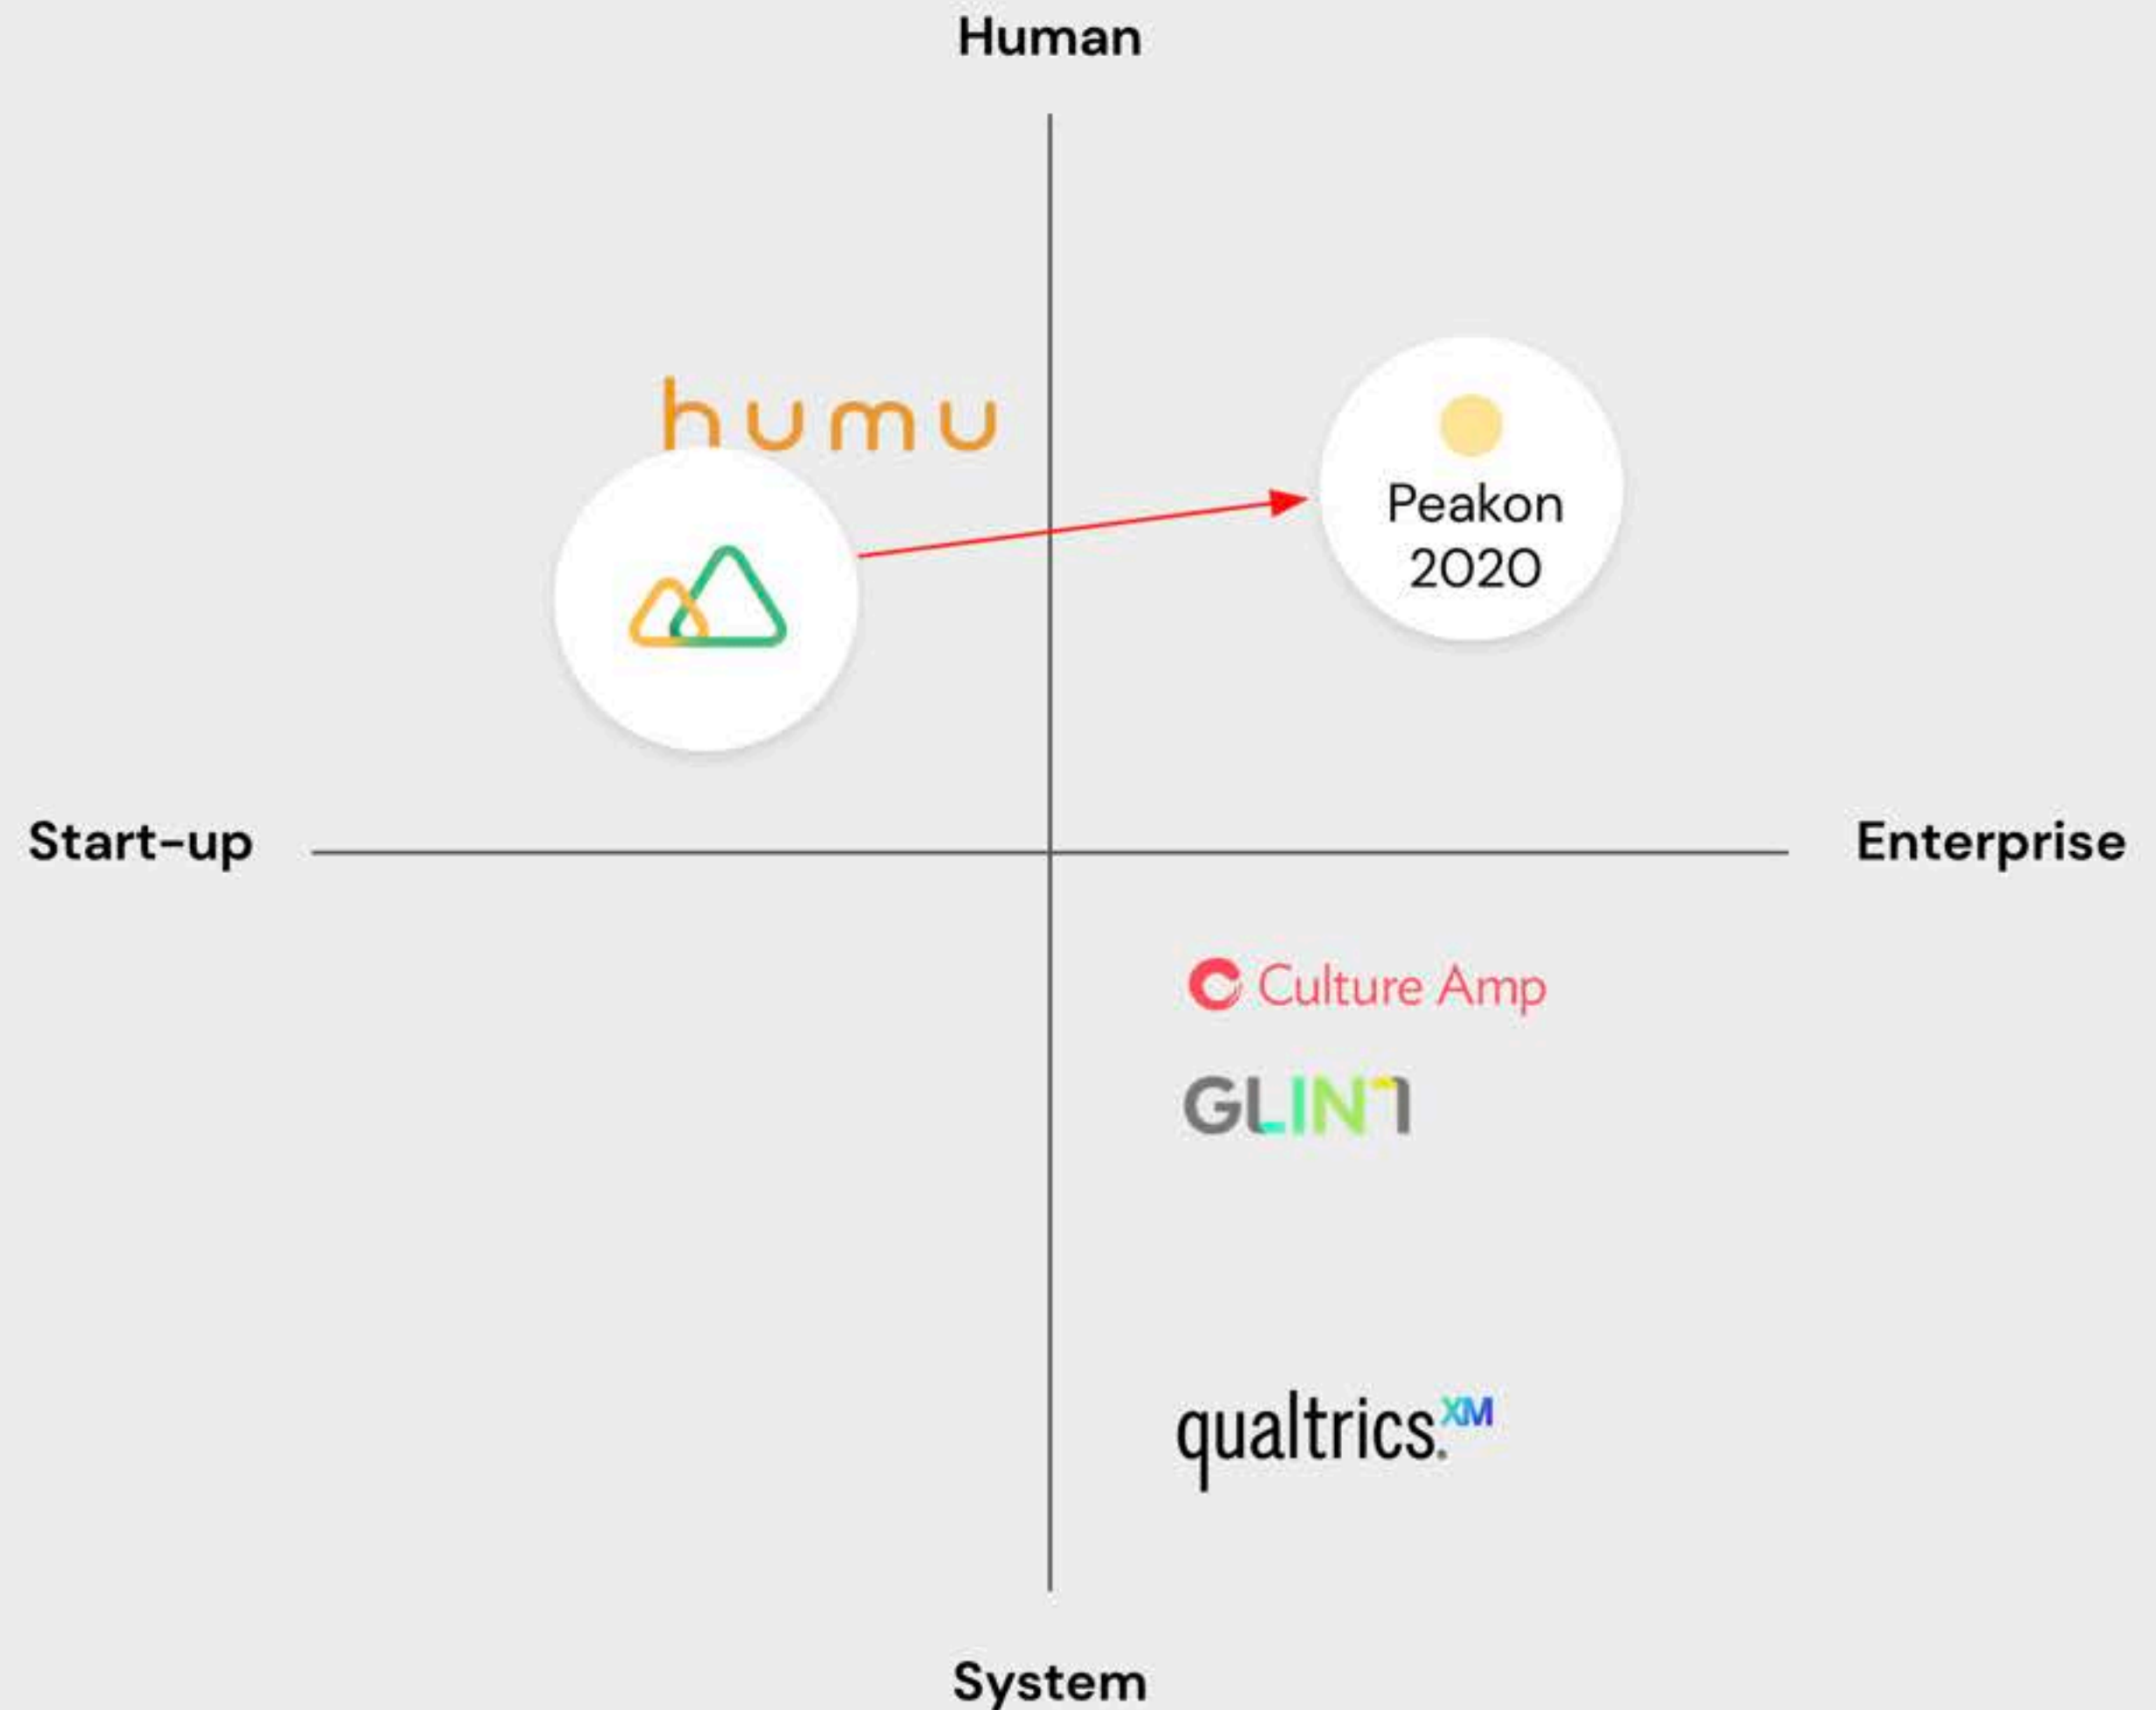 Human
humu
Peakon
2020
Start-up
Enterprise
Culture Amp
GLINT
qualtrics.XM
System